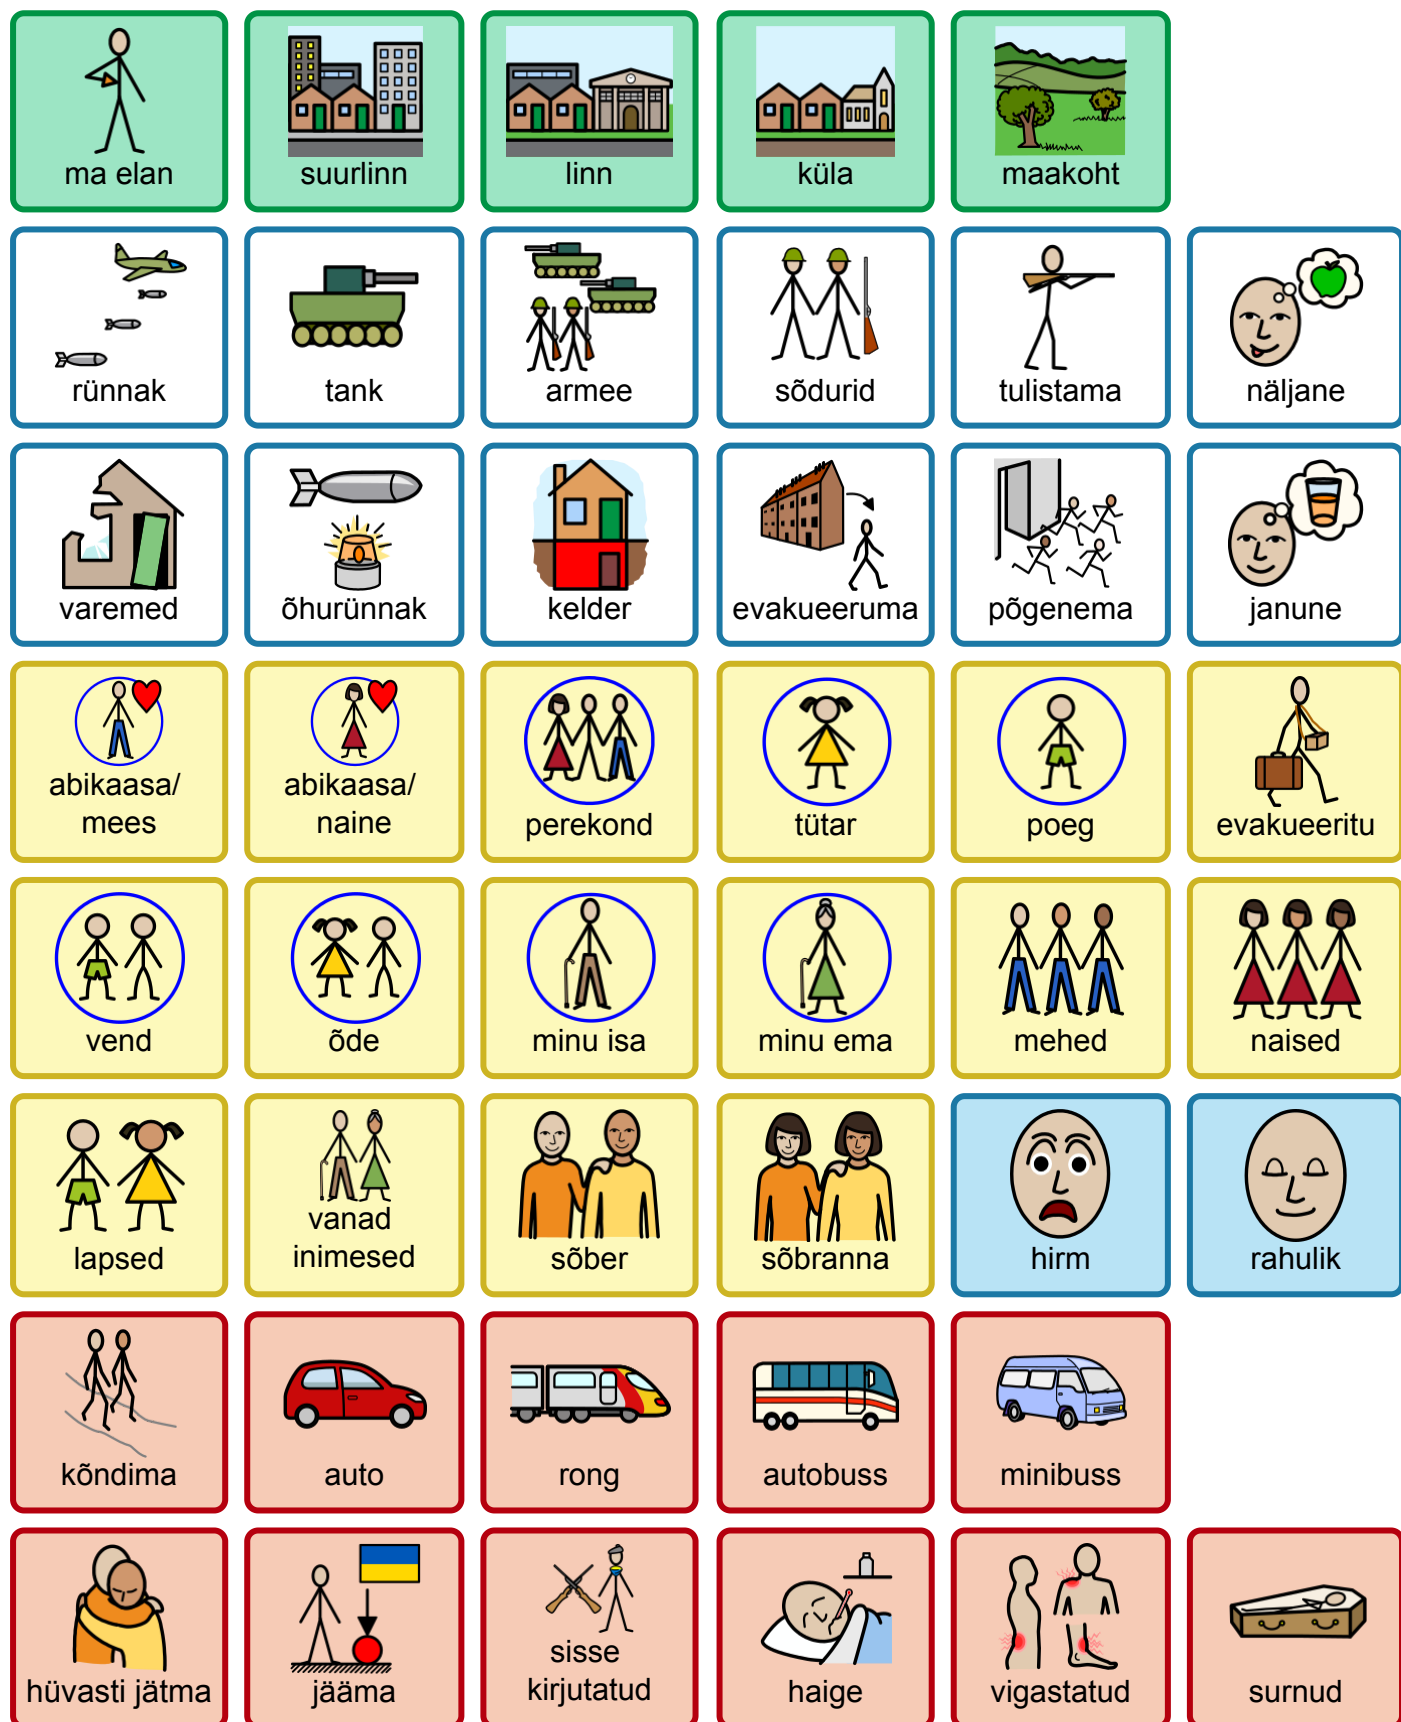 ma elan
suurlinn
linn
küla
maakoht
rünnak
tank
armee
sõdurid
tulistama
näljane
varemed
õhurünnak
kelder
evakueeruma
põgenema
janune
abikaasa/
mees
abikaasa/
naine
perekond
tütar
poeg
evakueeritu
vend
õde
minu isa
minu ema
mehed
naised
lapsed
vanad
inimesed
sõber
sõbranna
hirm
rahulik
kõndima
auto
rong
autobuss
minibuss
hüvasti jätma
jääma
sisse
kirjutatud
haige
vigastatud
surnud